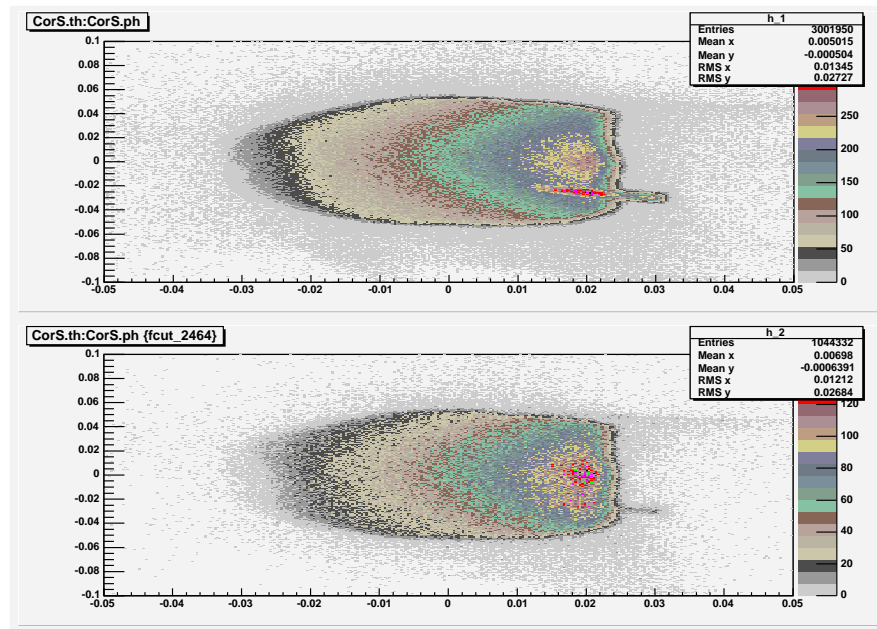 CorS.th:CorS.ph
h_1
Entries 3001950
Mean x 0.005015
Mean y -0.000504
RMS x 0.01345
RMS y 0.02727
0.1
0.08
0.06
0.04
0.02
0
-0.02
-0.04
-0.06
-0.08
-0.1
-0.05 -0.04 -0.03 -0.02 -0.01 0 0.01 0.02 0.03 0.04 0.05
250
200
150
100
50
0
CorS.th:CorS.ph {fcut_2464}
h_2
Entries 1044332
Mean x 0.00698
Mean y -0.0006391
RMS x 0.01212
RMS y 0.02684
0.1
0.08
0.06
0.04
0.02
0
-0.02
-0.04
-0.06
-0.08
-0.1
-0.05 -0.04 -0.03 -0.02 -0.01 0 0.01 0.02 0.03 0.04 0.05
120
100
80
60
40
20
0